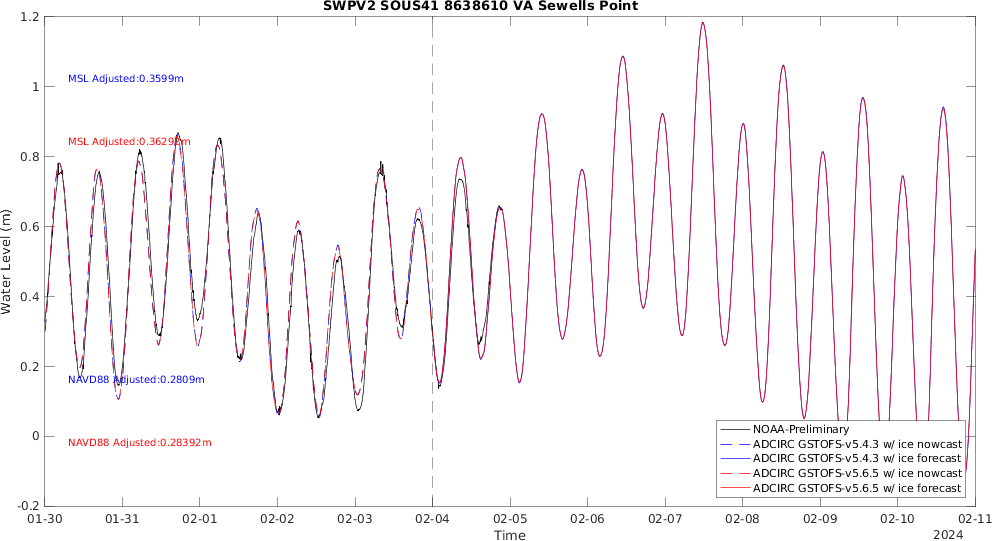 SWPV2 SOUS41 8638610 VA Sewells Point
Water Level (m)
1.2
1
0.8
0.6
0.4
0.2
0
-0.2
MSL Adjusted:0.3599m
MSL Adjusted:0.36292m
NAVD88 Adjusted:0.2809m
NAVD88 Adjusted:0.28392m
NOAA-Preliminary
ADCIRC GSTOFS-v5.4.3 w/ ice nowcast
ADCIRC GSTOFS-v5.4.3 w/ ice forecast
ADCIRC GSTOFS-v5.6.5 w/ ice nowcast
ADCIRC GSTOFS-v5.6.5 w/ ice forecast
01-30 01-31 02-01 02-02 02-03 02-04 02-05 02-06 02-07 02-08 02-09 02-10 02-11
Time
2024